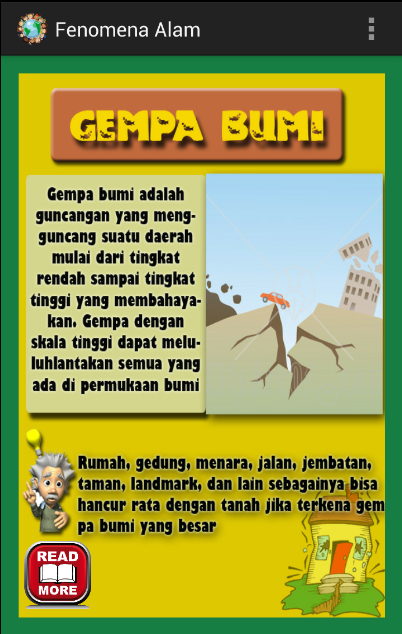 Fenomena Alam
GEMPA BUMI
Gempa bumi adalah
guncangan yang meng-
guncang suatu daerah
mulai dari tingkat
rendah sampai tingkat
tinggi yang membahaya-
kan. Gempa dengan
skala tinggi dapat melu-
luhlantakan semua yang
ada di permukaan bumi
Rumah, gedung, menara, jalan, jembatan,
taman, landmark, dan lain sebagainya bisa
hancur rata dengan tanah jika terkena gem
pa bumi yang besar
READ
MORE